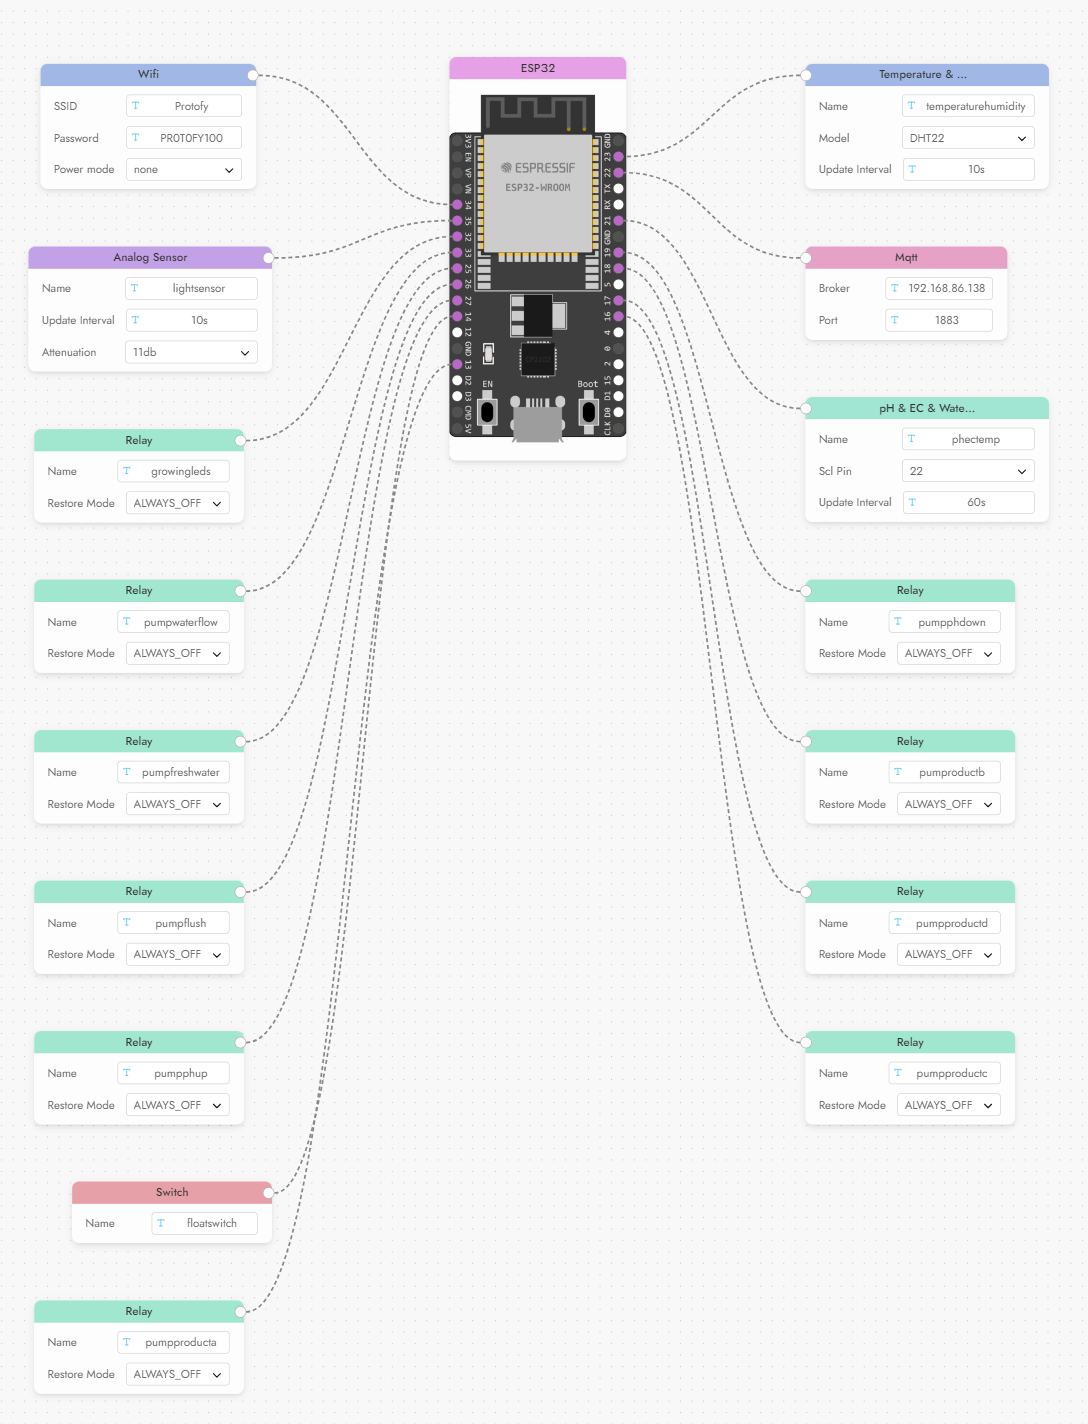 Wifi
SSID
Protofy
Password
PR0T0FY100
Power mode
none
Analog Sensor
Name
lightsensor
Update Interval
10s
Attenuation
11db
Relay
Name
growingleds
Restore Mode
ALWAYS_OFF
Relay
Name
pumpwaterflow
Restore Mode
ALWAYS_OFF
Relay
Name
pumpfreshwater
Restore Mode
ALWAYS_OFF
Relay
Name
pumpflush
Restore Mode
ALWAYS_OFF
Relay
Name
pumpphup
Restore Mode
ALWAYS_OFF
Switch
Name
floatswitch
Relay
Name
pumpproducta
Restore Mode
ALWAYS_OFF
ESP32
ESPRESSIF
ESP32-WROOM
3V3
EN
VP
VN
34
35
32
33
25
26
27
14
12
GND
13
D2
D3
CMD
5V
GND
23
22
TX
RX
21
GND
19
18
5
17
16
4
0
2
15
D1
D0
CLK
EN
Boot
Temperature & ...
Name
temperaturehumidity
Model
DHT22
Update Interval
10s
Mqtt
Broker
192.168.86.138
Port
1883
pH & EC & Wate...
Name
phectemp
Scl Pin
22
Update Interval
60s
Relay
Name
pumpphdown
Restore Mode
ALWAYS_OFF
Relay
Name
pumproductb
Restore Mode
ALWAYS_OFF
Relay
Name
pumpproductd
Restore Mode
ALWAYS_OFF
Relay
Name
pumpproductc
Restore Mode
ALWAYS_OFF